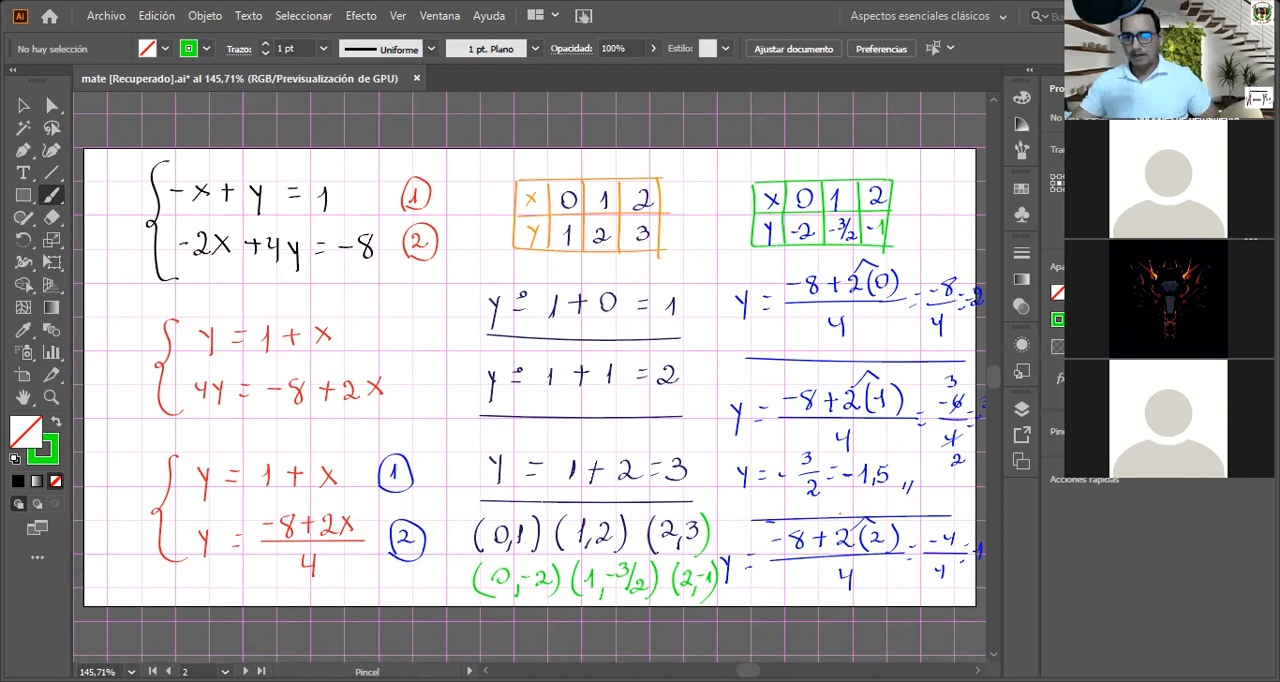 Ai Archivo Edición Objeto Texto Seleccionar Efecto Ver Ventana Ayuda Aspectos esenciales clásicos
No hay selección Trazo: 1 pt Uniforme 1 pt. Plano Opacidad: 100% Estilo: Ajustar documento Preferencias
mate [Recuperado].ai* al 145,71% (RGB/Previsualización de GPU) ×
-x + y = 1 1
-2x + 4y = -8 2
y = 1 + x
4y = -8 + 2x
y = 1 + x 1
y = (-8 + 2x)/4 2
x 0 1 2
y 1 2 3
y = 1 + 0 = 1
y = 1 + 1 = 2
y = 1 + 2 = 3
(0,1) (1,2) (2,3)
(0,-2) (1,-3/2) (2,-1)
x 0 1 2
y -2 -3/2 -1
y = (-8 + 2(0))/4 = -8/4 = -2
y = (-8 + 2(1))/4 = -6/4
3
2
y = -3/2 = -1,5 //
y = (-8 + 2(2))/4 = -4/4 = -1
Acciones rápidas
145,71% 2 Pincel